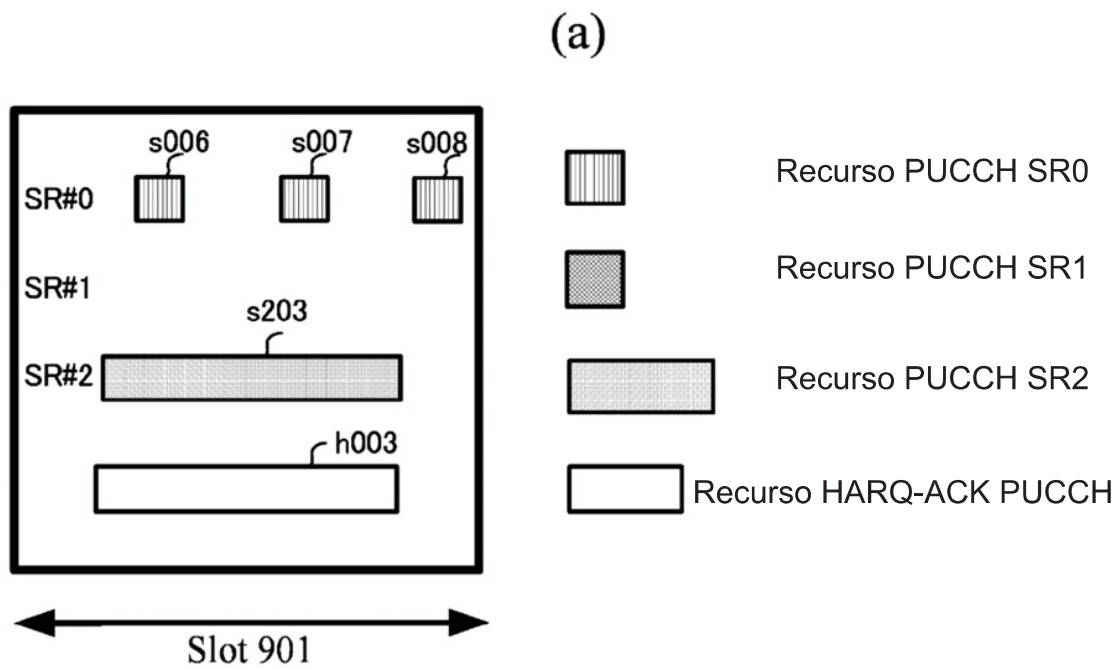 (a)
s006 s007 s008
SR#0
SR#1
s203
SR#2
h003
Slot 901
Recurso PUCCH SR0
Recurso PUCCH SR1
Recurso PUCCH SR2
Recurso HARQ-ACK PUCCH